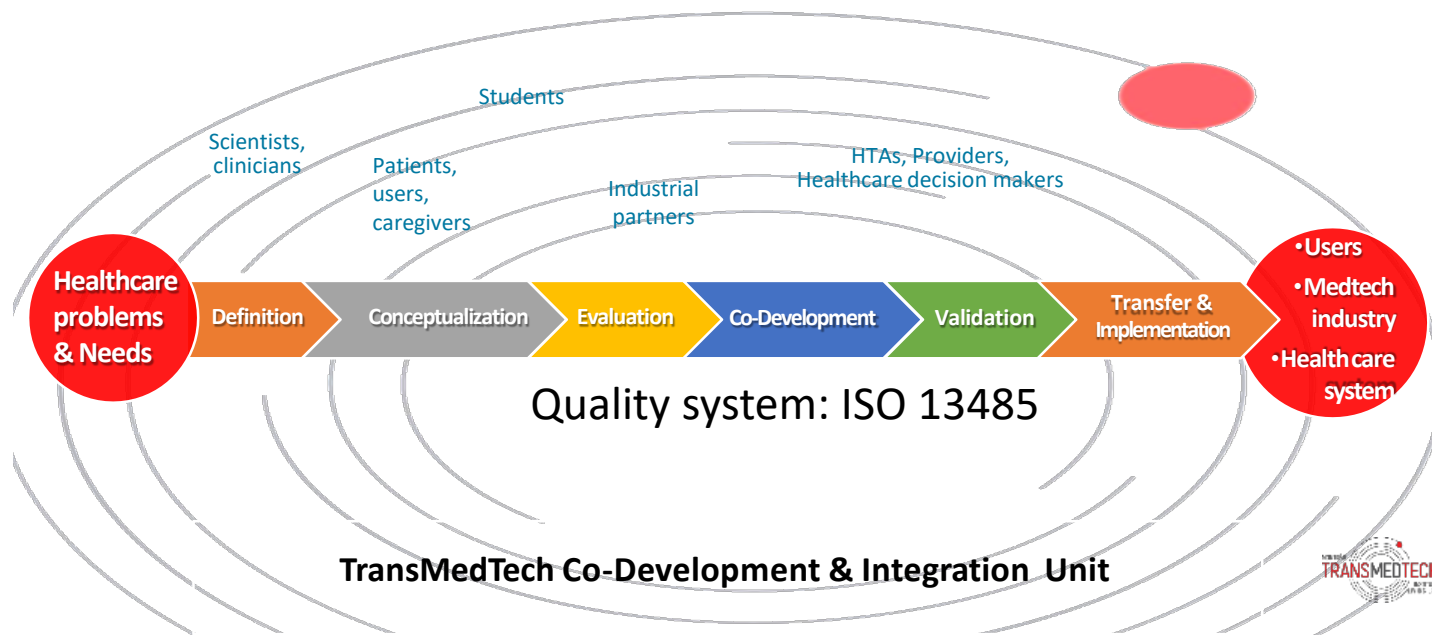 Students
Scientists,
clinicians
Patients,
users,
caregivers
Industrial
partners
HTAs, Providers,
Healthcare decision makers
Healthcare
problems
& Needs
Definition
Conceptualization
Evaluation
Co-Development
Validation
Transfer &
Implementation
•Users
•Medtech
industry
•Health care
system
Quality system: ISO 13485
TransMedTech Co-Development & Integration Unit
TRANSMEDTECH